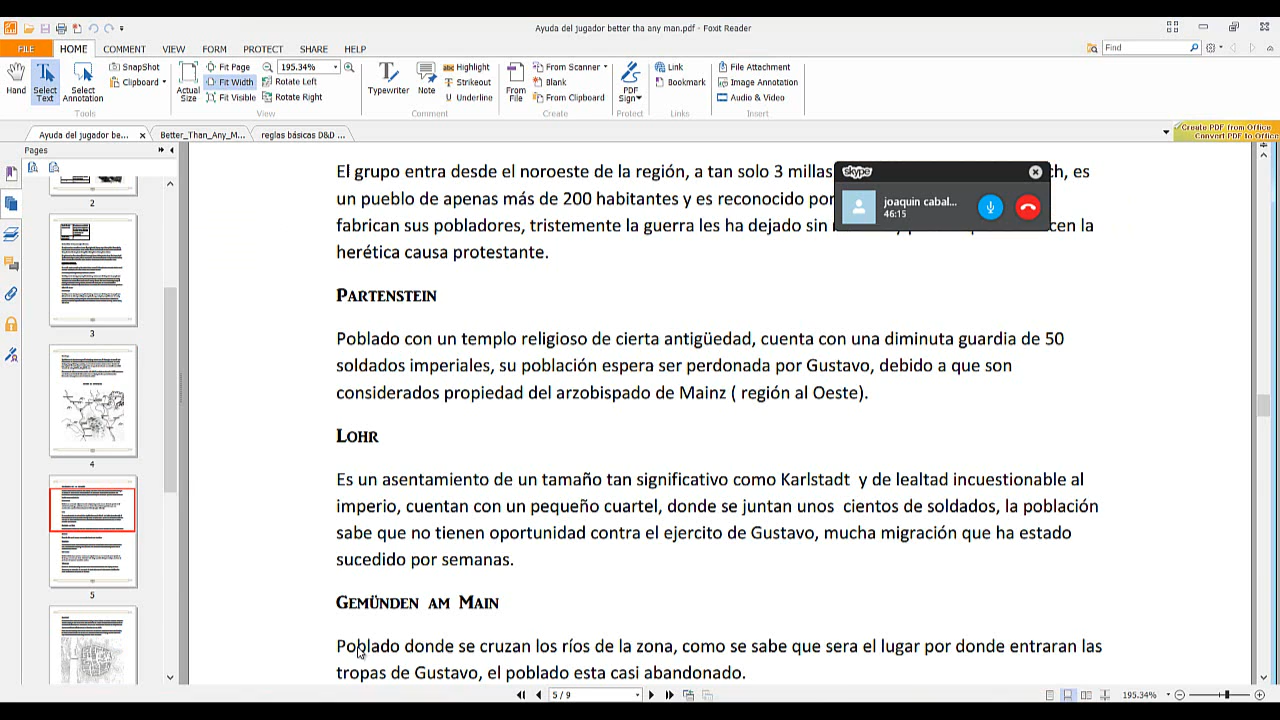 Ayuda del jugador better tha any man.pdf - Foxit Reader
FILE HOME COMMENT VIEW FORM PROTECT SHARE HELP
Find
Hand
Select Text
Select Annotation
SnapShot
Clipboard
Tools
Actual Size
Fit Page
Fit Width
Fit Visible
195.34%
Rotate Left
Rotate Right
View
Typewriter
Note
Highlight
Strikeout
Underline
Comment
From File
From Scanner
Blank
From Clipboard
Create
PDF Sign
Protect
Link
Bookmark
Links
File Attachment
Image Annotation
Audio & Video
Insert
Ayuda del jugador be... x
Better_Than_Any_M...
reglas básicas D&D ...
Create PDF from Office
Convert PDF to Office
Pages
2
3
4
5
El grupo entra desde el noroeste de la región, a tan solo 3 millas ch, es
un pueblo de apenas más de 200 habitantes y es reconocido por
fabrican sus pobladores, tristemente la guerra les ha dejado sin cen la
herética causa protestante.
skype
joaquin cabal...
46:15
PARTENSTEIN
Poblado con un templo religioso de cierta antigüedad, cuenta con una diminuta guardia de 50
soldados imperiales, su población espera ser perdonada por Gustavo, debido a que son
considerados propiedad del arzobispado de Mainz ( región al Oeste).
LOHR
Es un asentamiento de un tamaño tan significativo como Karlstadt y de lealtad incuestionable al
imperio, cuentan con un pequeño cuartel, donde se juntan unos cientos de soldados, la población
sabe que no tienen oportunidad contra el ejercito de Gustavo, mucha migración que ha estado
sucedido por semanas.
GEMÜNDEN AM MAIN
Poblado donde se cruzan los ríos de la zona, como se sabe que sera el lugar por donde entraran las
tropas de Gustavo, el poblado esta casi abandonado.
5 / 9
195.34%